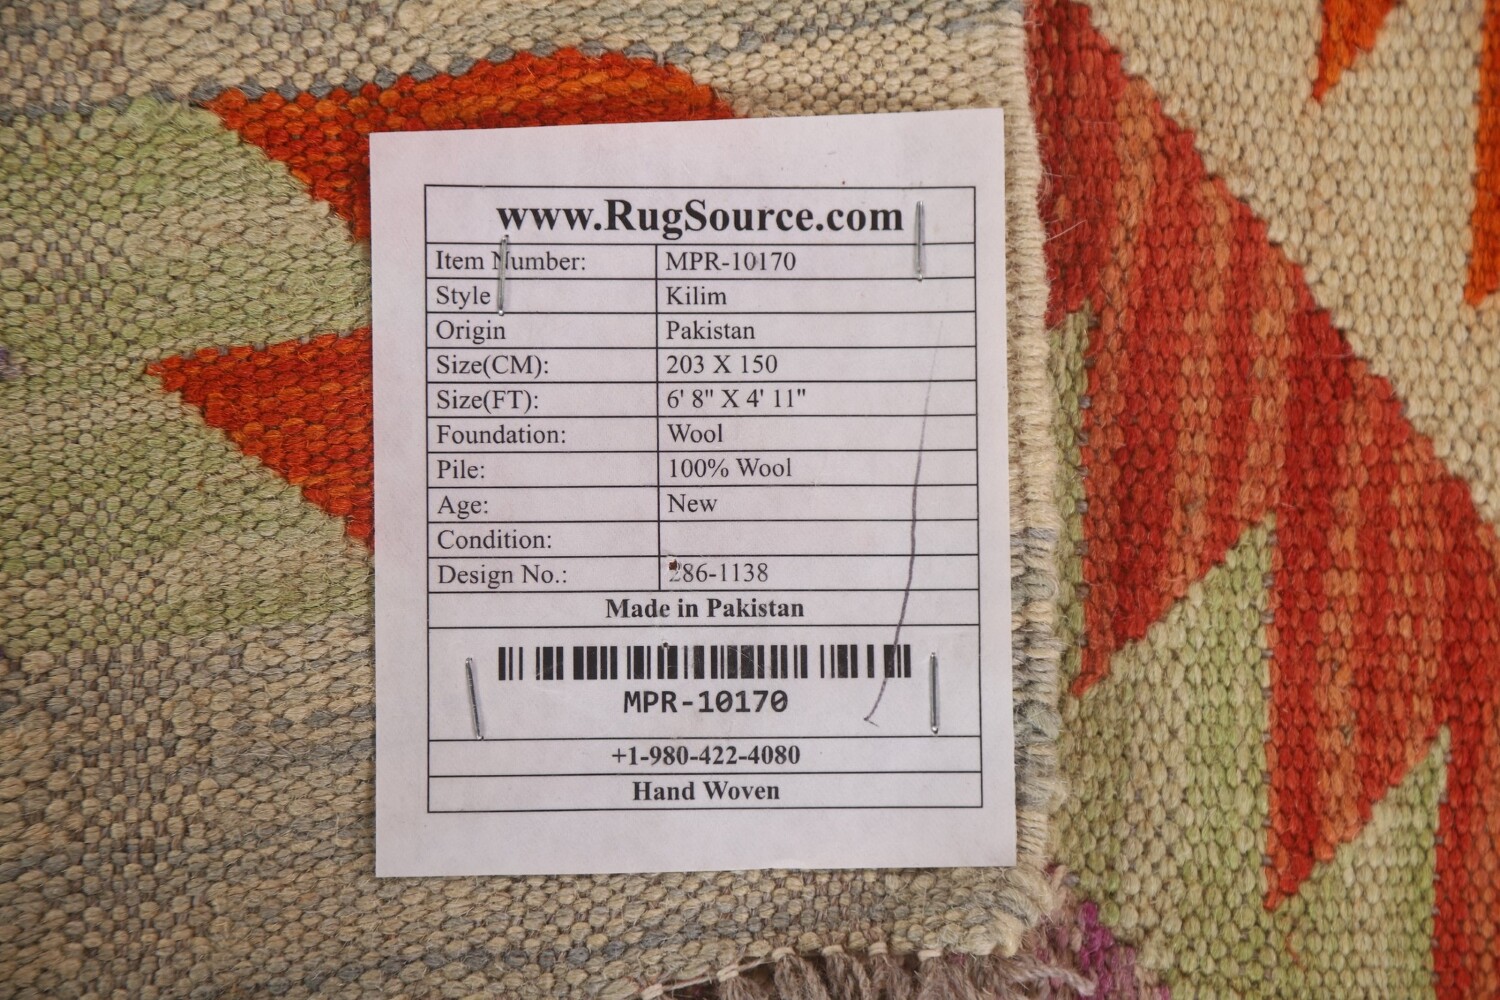 www.RugSource.com
Item Number: MPR-10170
Style Kilim
Origin Pakistan
Size(CM): 203 X 150
Size(FT): 6' 8" X 4' 11"
Foundation: Wool
Pile: 100% Wool
Age: New
Condition:
Design No.: 286-1138
Made in Pakistan
MPR-10170
+1-980-422-4080
Hand Woven